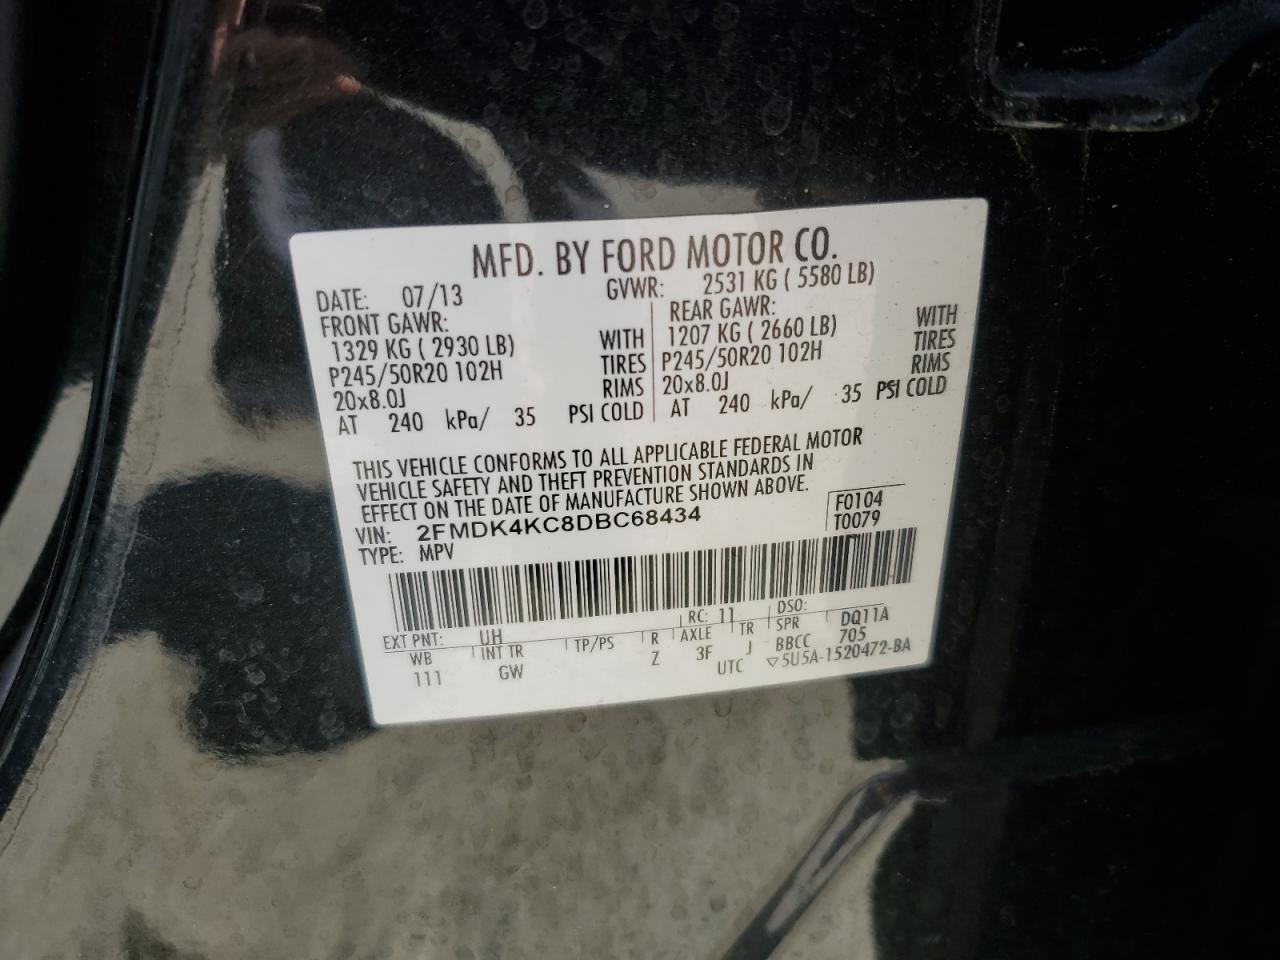 MFD. BY FORD MOTOR CO.
DATE: 07/13 GVWR: 2531 KG ( 5580 LB)
FRONT GAWR: REAR GAWR:
1329 KG ( 2930 LB) WITH 1207 KG ( 2660 LB) WITH
P245/50R20 102H TIRES P245/50R20 102H TIRES
20x8.0J RIMS 20x8.0J RIMS
AT 240 kPa/ 35 PSI COLD AT 240 kPa/ 35 PSI COLD
THIS VEHICLE CONFORMS TO ALL APPLICABLE FEDERAL MOTOR
VEHICLE SAFETY AND THEFT PREVENTION STANDARDS IN
EFFECT ON THE DATE OF MANUFACTURE SHOWN ABOVE.
VIN: 2FMDK4KC8DBC68434 F0104
TYPE: MPV T0079
EXT PNT: UH RC: 11 DSO:
WB INT TR TP/PS R AXLE TR SPR DQ11A
111 GW Z 3F J BBCC 705
UTC ▽5U5A-1520472-BA